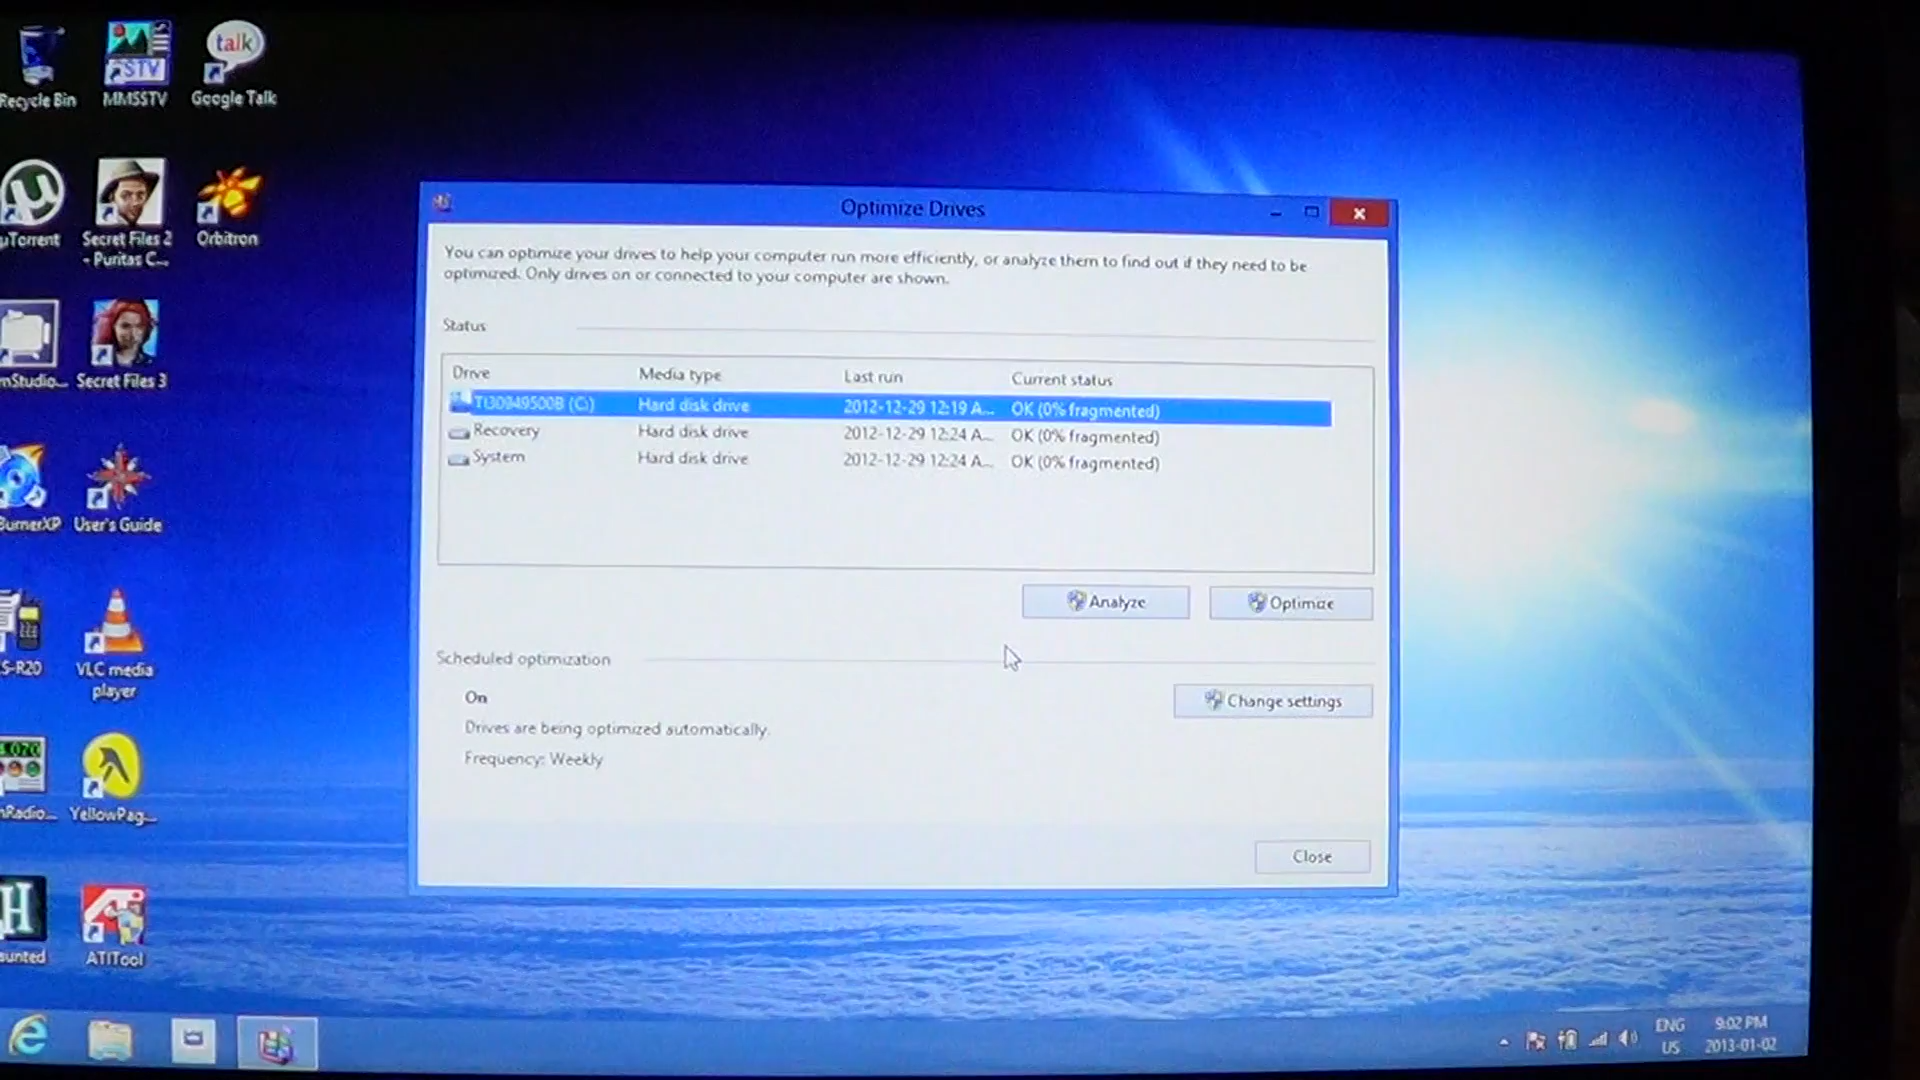 Recycle Bin
MMSSTV
talk
Google Talk
STV
µTorrent
Secret Files 2
- Puritas C...
Orbitron
mStudio...
Secret Files 3
BurnerXP
User's Guide
S-R20
VLC media
player
Radio...
YellowPag...
H
unted
ATI
ATITool
Optimize Drives
You can optimize your drives to help your computer run more efficiently, or analyze them to find out if they need to be
optimized. Only drives on or connected to your computer are shown.
Status
Drive Media type Last run Current status
TI30949500B (C:) Hard disk drive 2012-12-29 12:19 A... OK (0% fragmented)
Recovery Hard disk drive 2012-12-29 12:24 A... OK (0% fragmented)
System Hard disk drive 2012-12-29 12:24 A... OK (0% fragmented)
Analyze Optimize
Scheduled optimization
On
Drives are being optimized automatically.
Frequency: Weekly
Change settings
Close
ENG
US
9:02 PM
2013-01-02